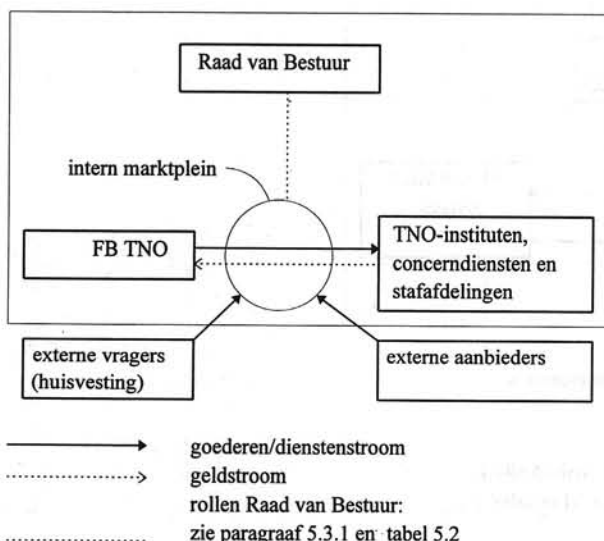 Raad van Bestuur
intern marktplein
FB TNO
TNO-instituten,
concerndiensten en
stafafdelingen
externe vragers
(huisvesting)
externe aanbieders
goederen/dienstenstroom
geldstroom
rollen Raad van Bestuur:
zie paragraaf 5.3.1 en tabel 5.2